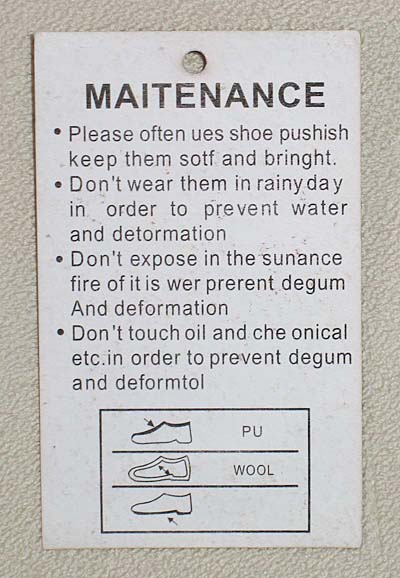 MAITENANCE
• Please often ues shoe pushish
keep them sotf and bringht.
• Don't wear them in rainy day
in order to prevent water
and detormation
• Don't expose in the sunance
fire of it is wer prerent degum
And deformation
• Don't touch oil and che onical
etc.in order to prevent degum
and deformtol
PU
WOOL